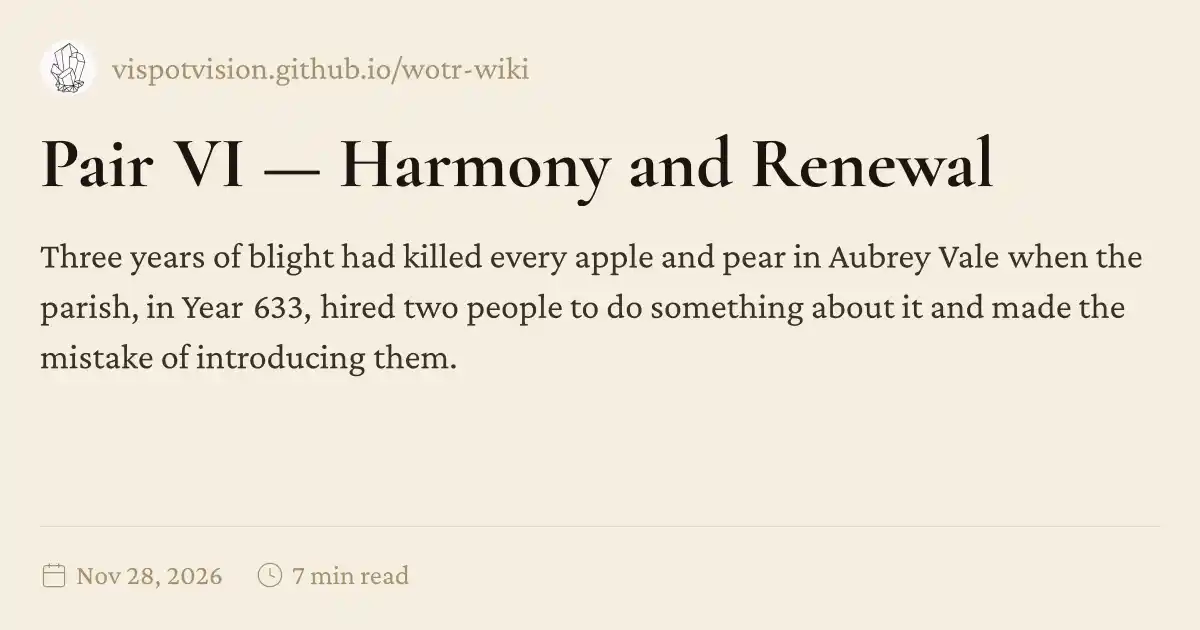 vispotvision.github.io/wotr-wiki
Pair VI — Harmony and Renewal
Three years of blight had killed every apple and pear in Aubrey Vale when the
parish, in Year 633, hired two people to do something about it and made the
mistake of introducing them.
Nov 28, 2026 7 min read